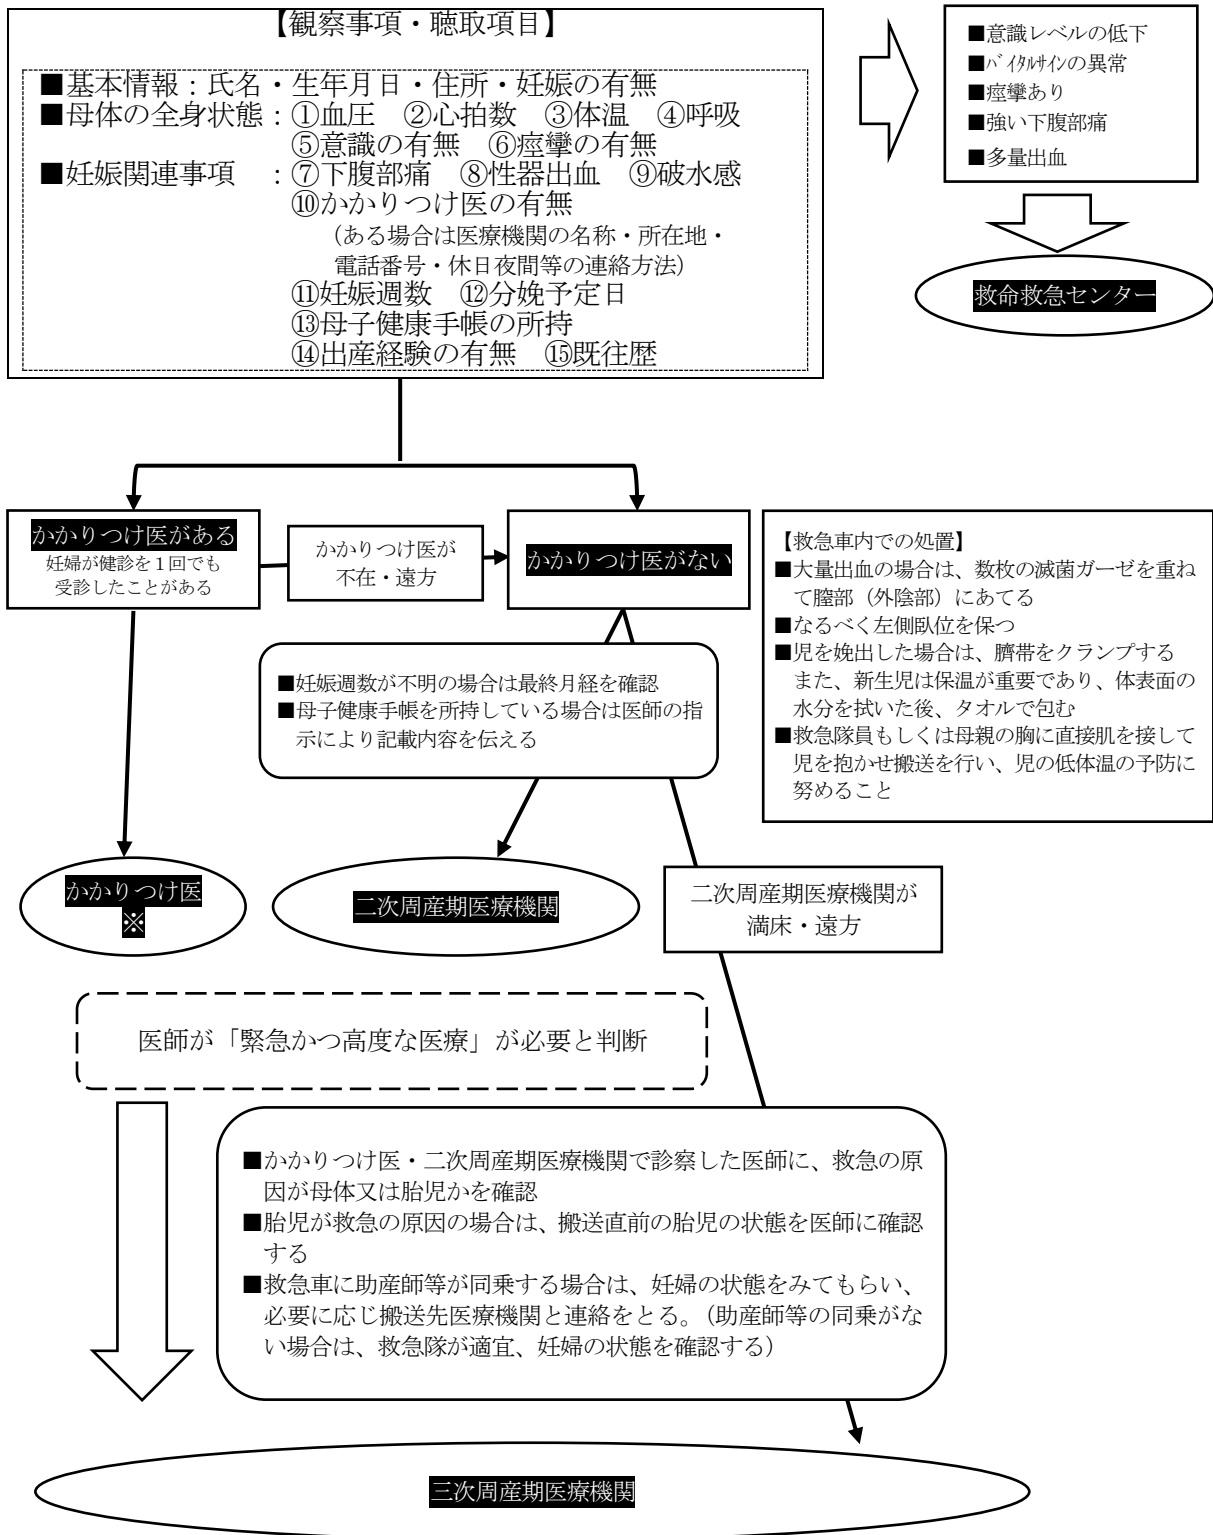 【観察事項・聴取項目】
■基本情報：氏名・生年月日・住所・妊娠の有無
■母体の全身状態：①血圧　②心拍数　③体温　④呼吸
⑤意識の有無　⑥痙攣の有無
■妊娠関連事項　：⑦下腹部痛　⑧性器出血　⑨破水感
⑩かかりつけ医の有無
（ある場合は医療機関の名称・所在地・
電話番号・休日夜間等の連絡方法）
⑪妊娠週数　⑫分娩予定日
⑬母子健康手帳の所持
⑭出産経験の有無　⑮既往歴
■意識レベルの低下
■ﾊﾞｲﾀﾙｻｲﾝの異常
■痙攣あり
■強い下腹部痛
■多量出血
救命救急センター
かかりつけ医がある
妊婦が健診を１回でも
受診したことがある
かかりつけ医が
不在・遠方
かかりつけ医がない
【救急車内での処置】
■大量出血の場合は、数枚の滅菌ガーゼを重ね
て膣部（外陰部）にあてる
■なるべく左側臥位を保つ
■児を娩出した場合は、臍帯をクランプする
また、新生児は保温が重要であり、体表面の
水分を拭いた後、タオルで包む
■救急隊員もしくは母親の胸に直接肌を接して
児を抱かせ搬送を行い、児の低体温の予防に
努めること
■妊娠週数が不明の場合は最終月経を確認
■母子健康手帳を所持している場合は医師の指
示により記載内容を伝える
かかりつけ医
※
二次周産期医療機関
二次周産期医療機関が
満床・遠方
医師が「緊急かつ高度な医療」が必要と判断
■かかりつけ医・二次周産期医療機関で診察した医師に、救急の原
因が母体又は胎児かを確認
■胎児が救急の原因の場合は、搬送直前の胎児の状態を医師に確認
する
■救急車に助産師等が同乗する場合は、妊婦の状態をみてもらい、
必要に応じ搬送先医療機関と連絡をとる。（助産師等の同乗がな
い場合は、救急隊が適宜、妊婦の状態を確認する）
三次周産期医療機関